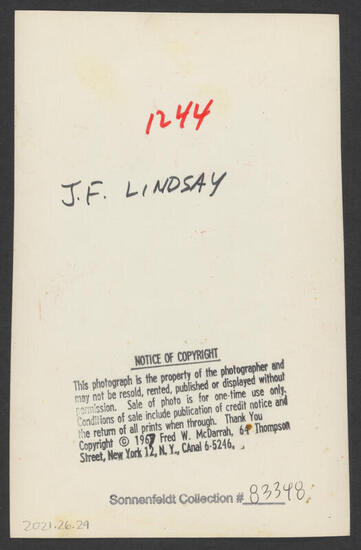 1244
J.F. LINDSAY
NOTICE OF COPYRIGHT
This photograph is the property of the photographer and
may not be resold, rented, published or displayed without
permission. Sale of photo is for one-time use only.
Conditions of sale include publication of credit notice and
the return of all prints when through. Thank You
Copyright © 1967 Fred W. McDarrah, 64 Thompson
Street, New York 12, N. Y., CAnal 6-5246.
Sonnenfeldt Collection # 83348
2021.26.29